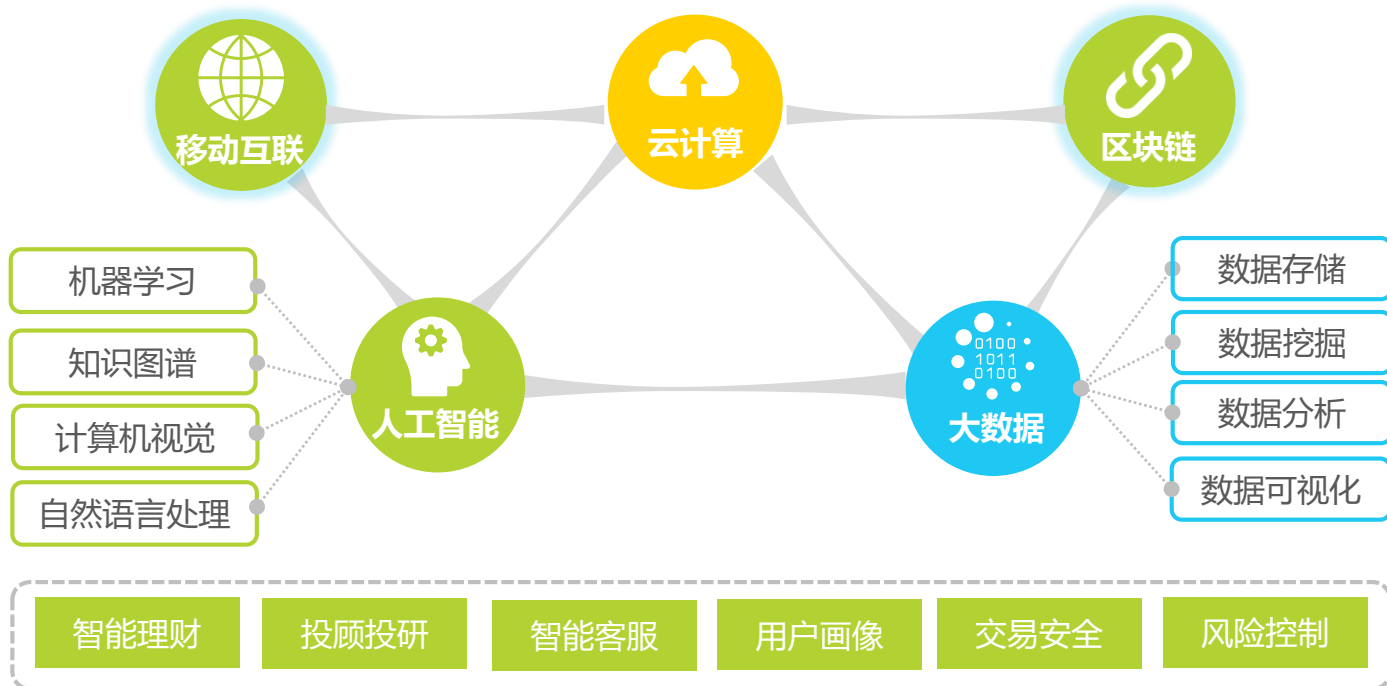 移动互联
云计算
区块链
机器学习
知识图谱
计算机视觉
自然语言处理
人工智能
0100
1011
0100
大数据
数据存储
数据挖掘
数据分析
数据可视化
智能理财
投顾投研
智能客服
用户画像
交易安全
风险控制